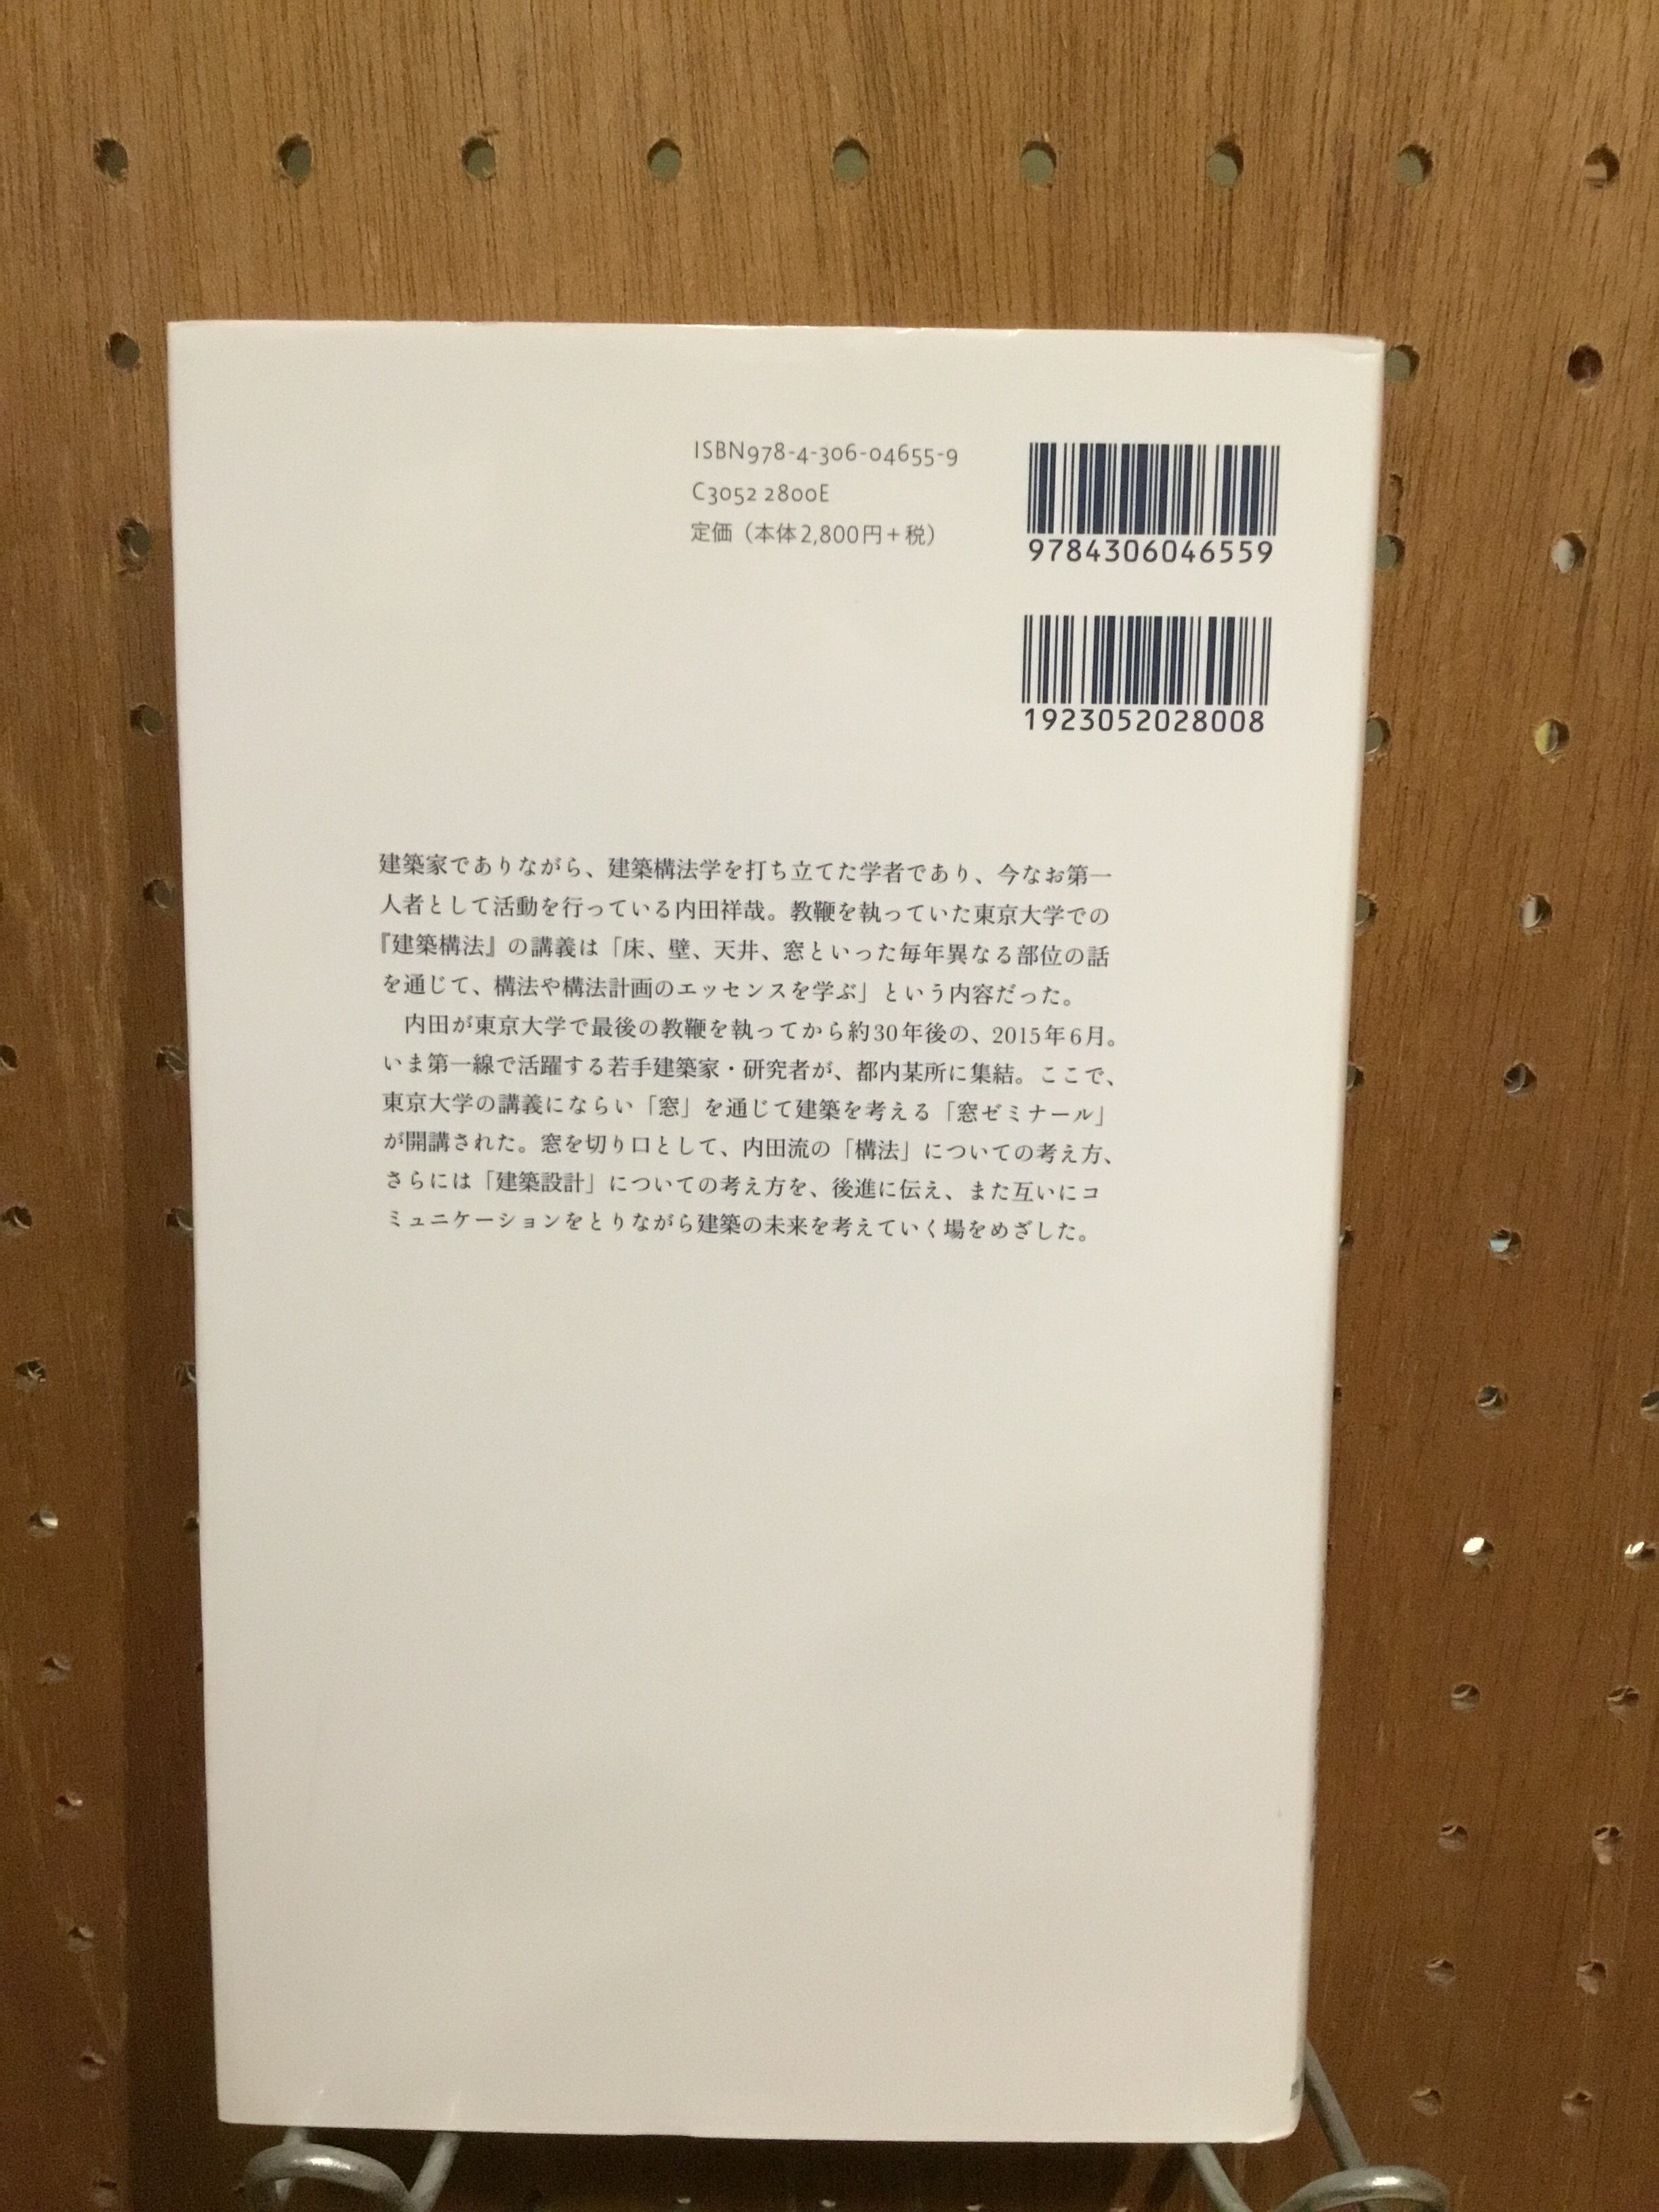 ISBN978-4-306-04655-9
C3052 2800E
定価（本体2,800円+税）
9784306046559
1923052028008
建築家でありながら、建築構法学を打ち立てた学者であり、今なお第一
人者として活動を行っている内田祥哉。教鞭を執っていた東京大学での
『建築構法』の講義は「床、壁、天井、窓といった毎年異なる部位の話
を通じて、構法や構法計画のエッセンスを学ぶ」という内容だった。
　内田が東京大学で最後の教鞭を執ってから約30年後の、2015年6月。
いま第一線で活躍する若手建築家・研究者が、都内某所に集結。ここで、
東京大学の講義にならい「窓」を通じて建築を考える「窓ゼミナール」
が開講された。窓を切り口として、内田流の「構法」についての考え方、
さらには「建築設計」についての考え方を、後進に伝え、また互いにコ
ミュニケーションをとりながら建築の未来を考えていく場をめざした。